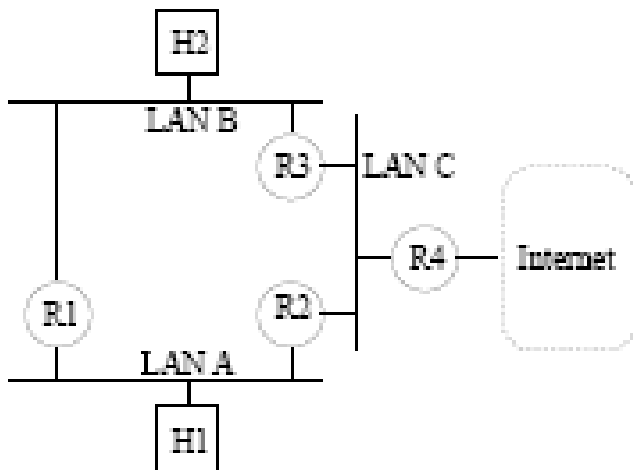 H2
LAN B
R3
LAN C
R4
Internet
R1
R2
LAN A
H1